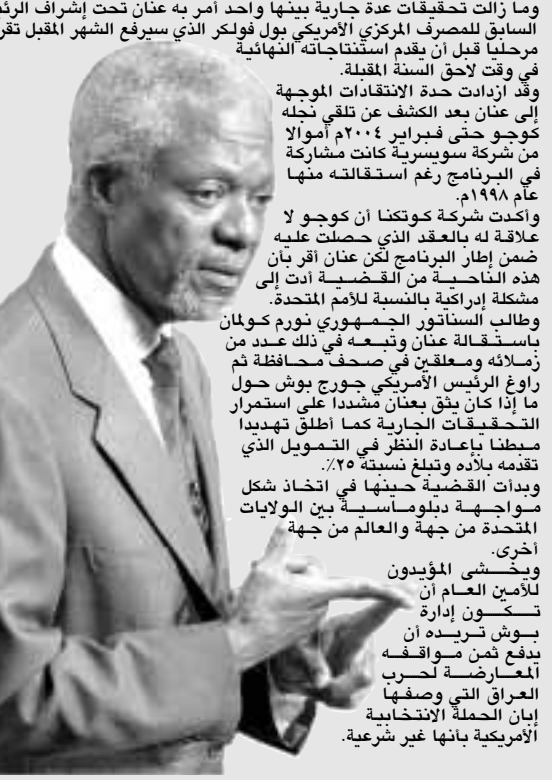 وما زالت تحقيقات عدة جارية بينها واحد أمر به عنان تحت إشراف
السابق للمصرف المركزي الأمريكي بول فولكر الذي سيرفع الشهر المقبل
مرحليا قبل أن يقدم استنتاجاته النهائية
في وقت لاحق السنة المقبلة.
وقد ازدادت حدة الانتقادات الموجهة
إلى عنان بعد الكشف عن تلقي نجله
كوجو حتى فبراير ٢٠٠٤م أموالا
من شركة سويسرية كانت مشاركة
في البرنامج رغم استقالته منها
عام ١٩٩٨م.
وأكدت شركة كوتكنا أن كوجو لا
علاقة له بالعقد الذي حصلت عليه
ضمن إطار البرنامج لكن عنان أقر بأن
هذه الناحية من القضية أدت إلى
مشكلة إدراكية بالنسبة للأمم المتحدة.
وطالب السناتور الجمهوري نورم كولمان
باستقالة عنان وتبعه في ذلك عدد من
زملائه ومعلقين في صحف محافظة ثم
راوغ الرئيس الأمريكي جورج بوش حول
ما إذا كان يثق بعنان مشددا على استمرار
التحقيقات الجارية كما أطلق تهديدا
مبطنا بإعادة النظر في التمويل الذي
تقدمه بلاده وتبلغ نسبته ٢٥٪.
وبدأت القضية حينها في اتخاذ شكل
مواجهة دبلوماسية بين الولايات
المتحدة من جهة والعالم من جهة
أخرى.
ويخشى المؤيدون
للأمين العام أن
تكون إدارة
بوش تريده أن
يدفع ثمن مواقفه
المعارضة لحرب
العراق التي وصفها
إبان الحملة الانتخابية
الأمريكية بأنها غير شرعية.